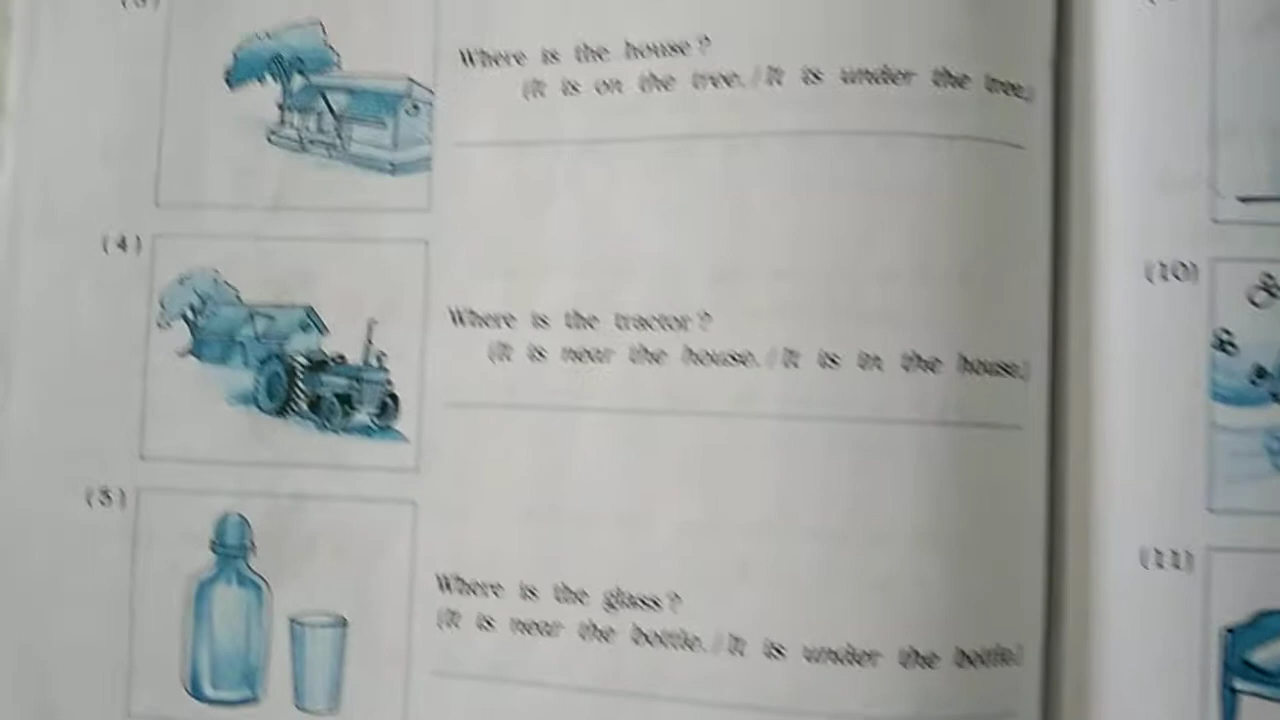 Where is the house?
(It is on the tree./It is under the tree.)
(4)
Where is the tractor?
(It is near the house./It is in the house.)
(5)
Where is the glass?
(It is near the bottle./It is under the bottle.)
(10)
(11)